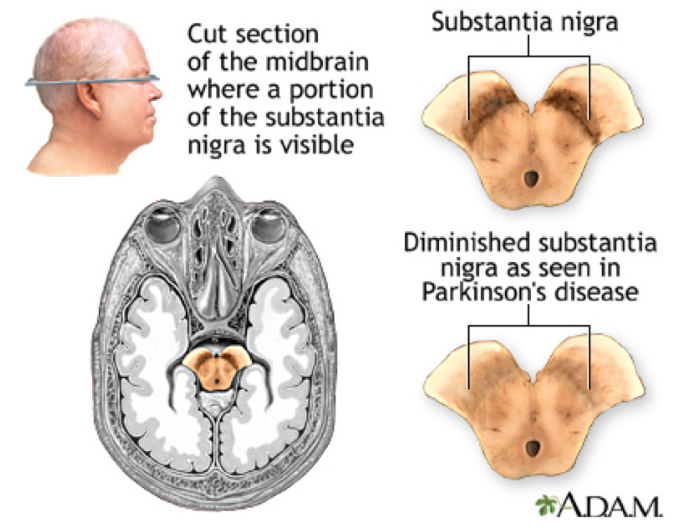 Cut section
of the midbrain
where a portion
of the substantia
nigra is visible
Substantia nigra
Diminished substantia
nigra as seen in
Parkinson's disease
A.D.A.M.